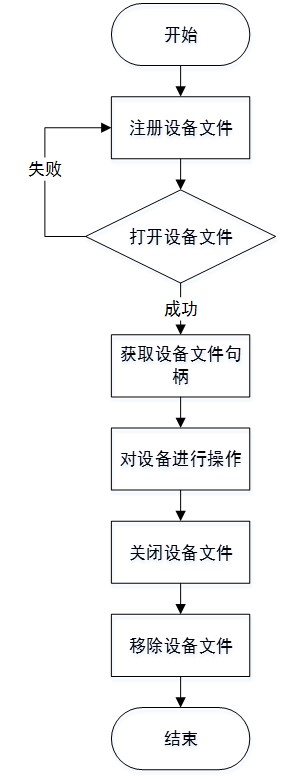 开始
注册设备文件
失败
打开设备文件
成功
获取设备文件句
柄
对设备进行操作
关闭设备文件
移除设备文件
结束